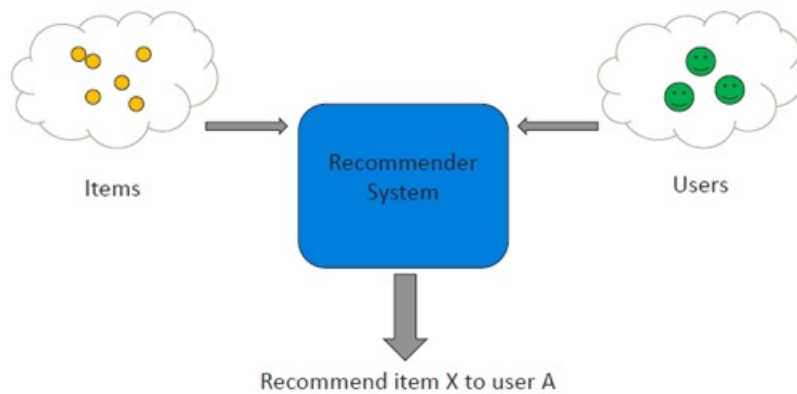 Items
Recommender
System
Users
Recommend item X to user A